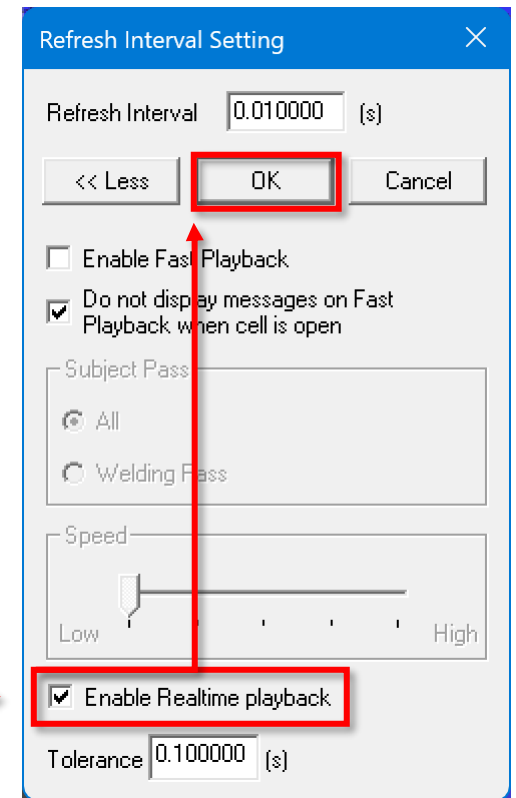 Refresh Interval Setting
Refresh Interval 0.010000 (s)
<< Less OK Cancel
Enable Fast Playback
Do not display messages on Fast
Playback when cell is open
Subject Pass
All
Welding Pass
Speed
Low High
Enable Realtime playback
Tolerance 0.100000 (s)